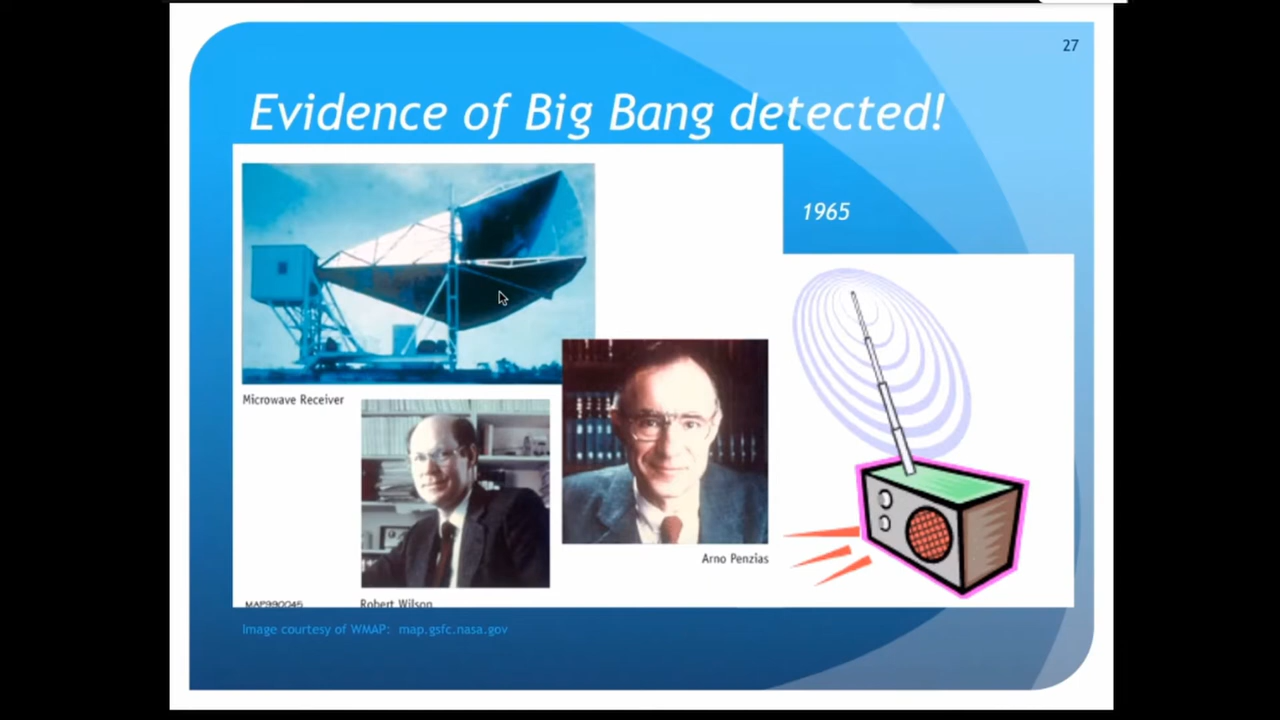 27
Evidence of Big Bang detected!
1965
Microwave Receiver
Arno Penzias
MAP990045
Robert Wilson
Image courtesy of WMAP: map.gsfc.nasa.gov